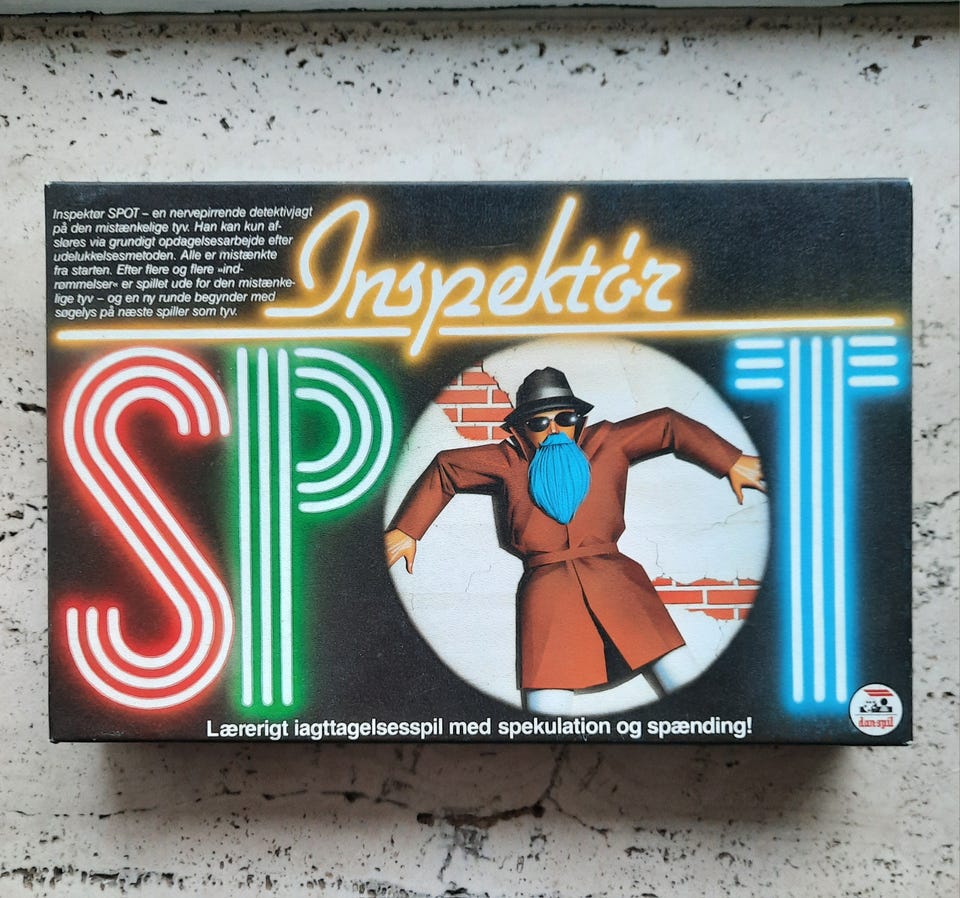 Inspektør SPOT – en nervepirrende detektivjagt
på den mistænkelige tyv. Han kan kun af-
sløres via grundigt opdagelsesarbejde efter
udelukkelsesmetoden. Alle er mistænkte
fra starten. Efter flere og flere »ind-
rømmelser« er spillet ude for den mistænke-
lige tyv – og en ny runde begynder med
søgelys på næste spiller som tyv.
Inspektør
SPOT
Lærerigt iagttagelsesspil med spekulation og spænding!
dan-spil